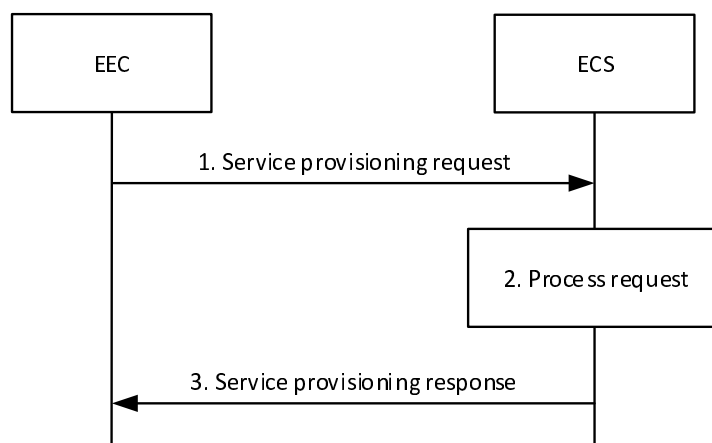 EEC
ECS
1. Service provisioning request
2. Process request
3. Service provisioning response